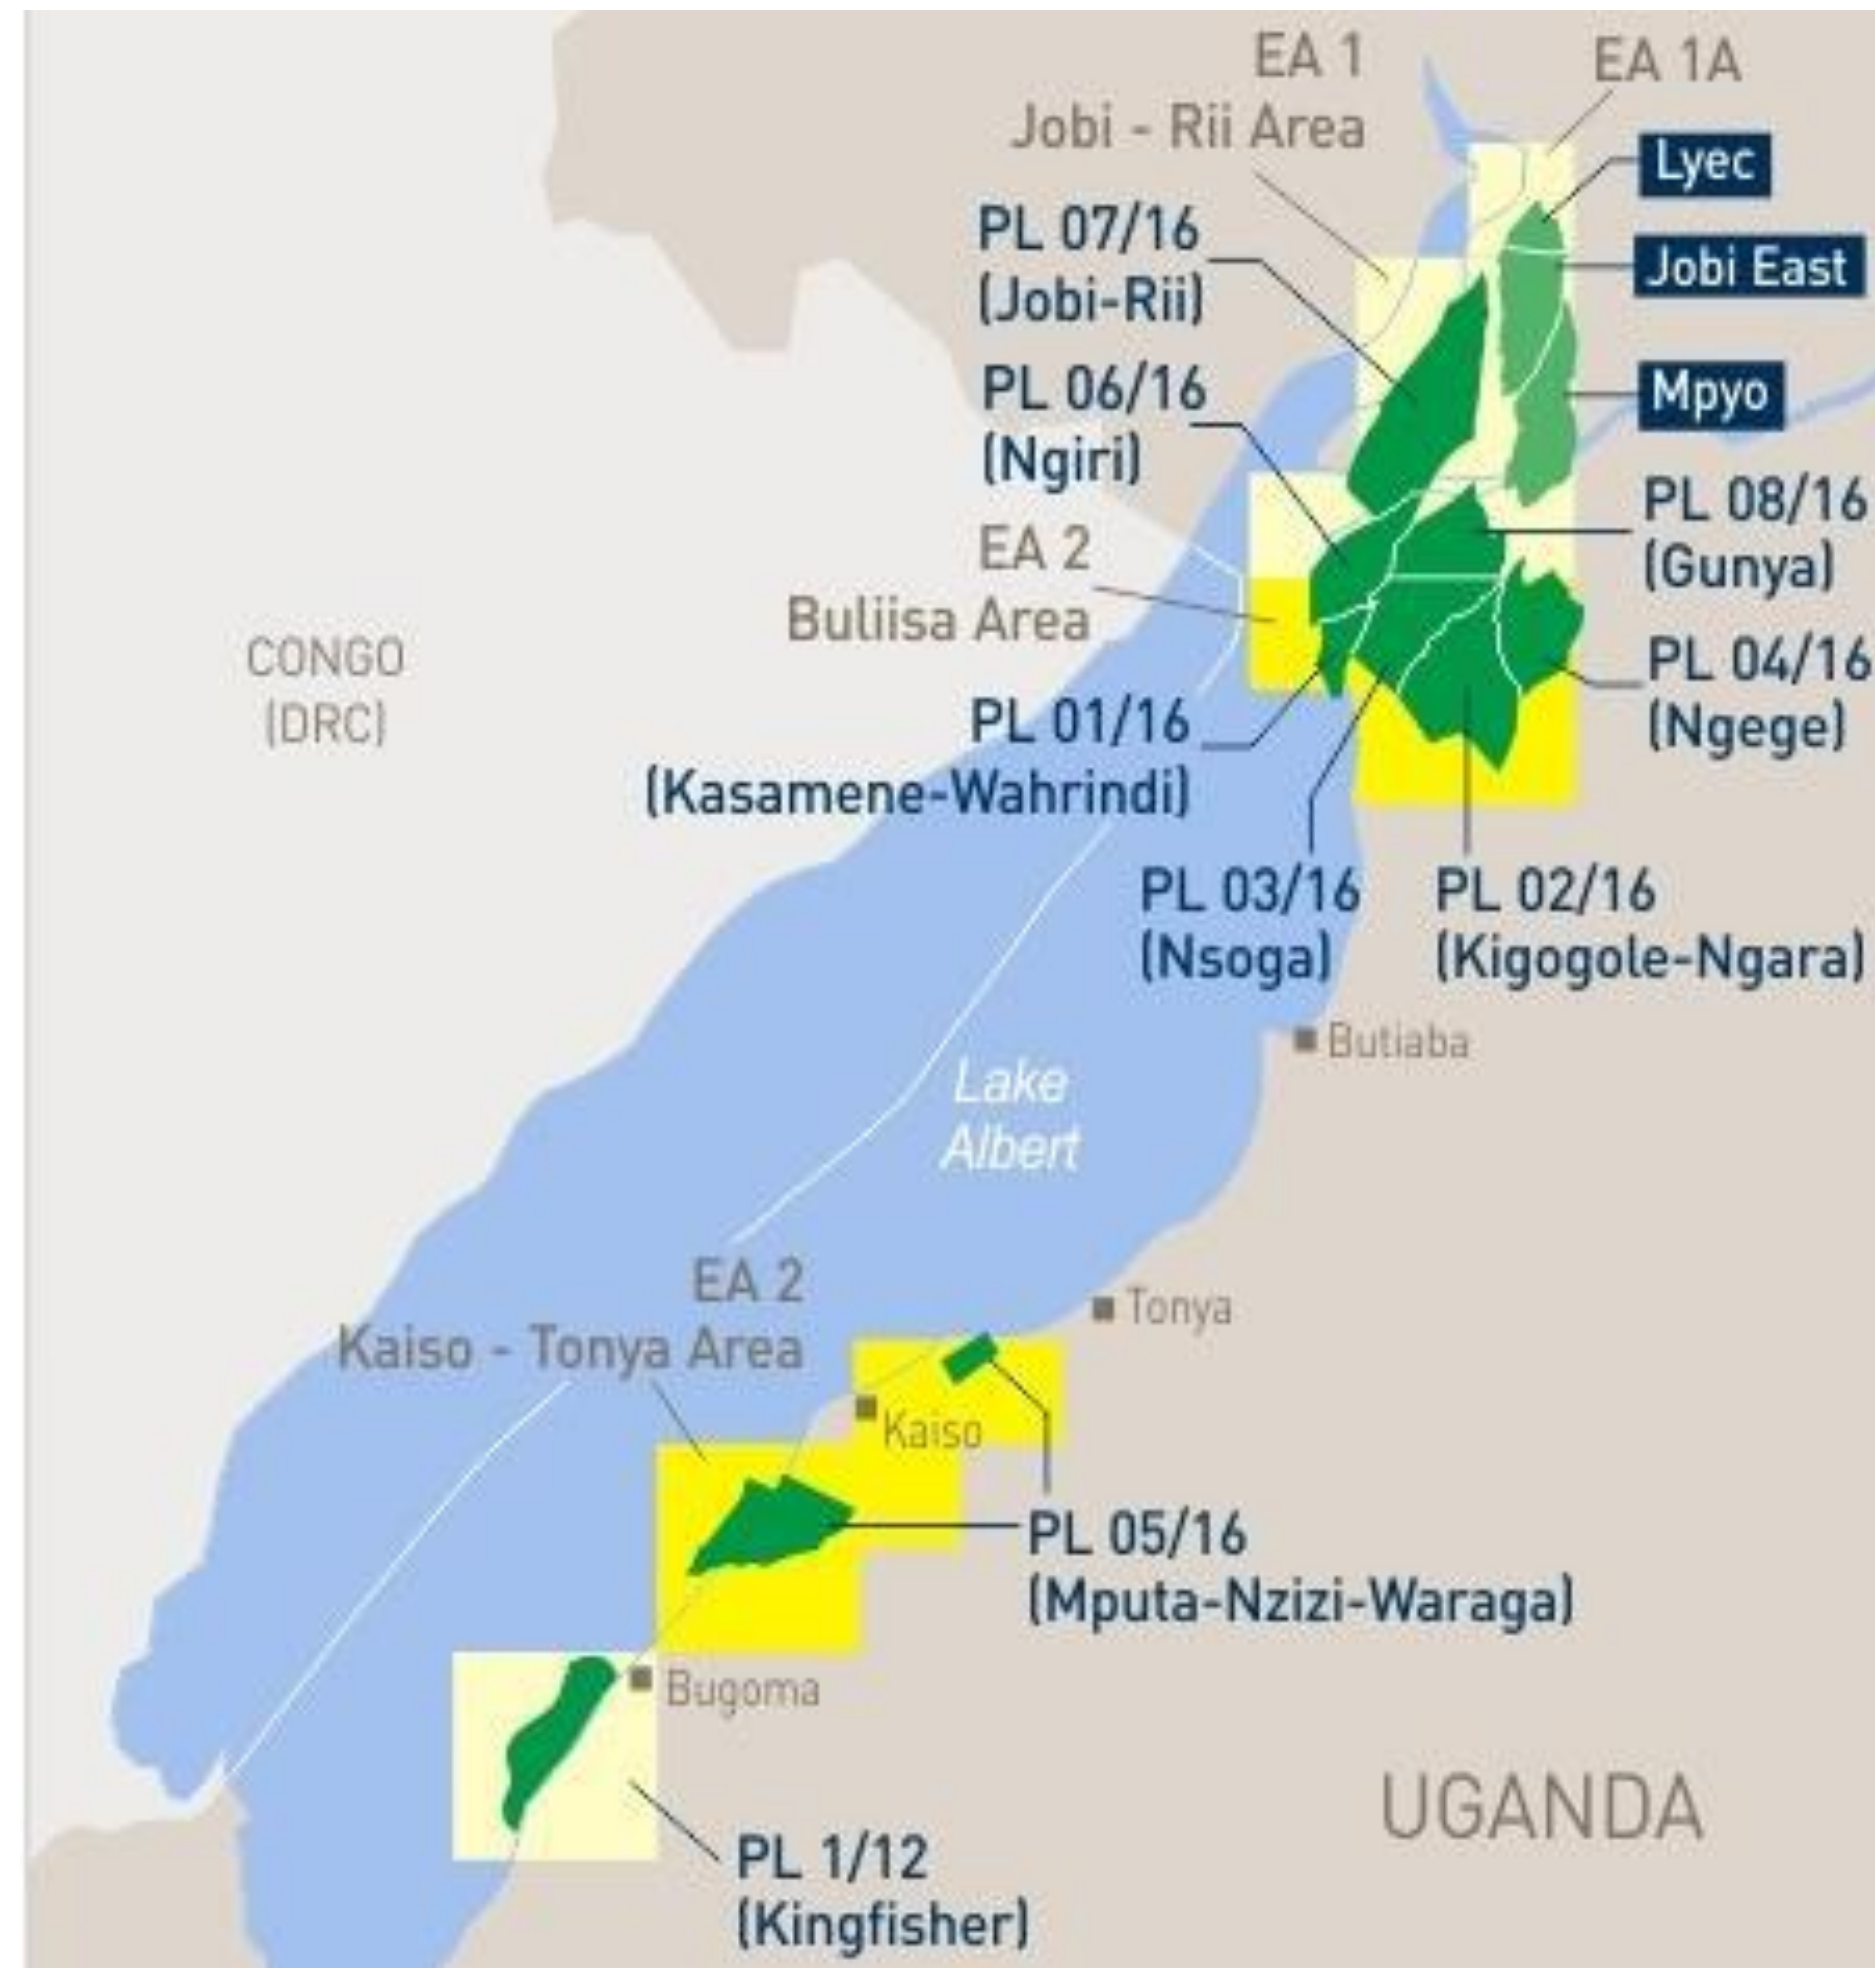 EA 1
Jobi - Rii Area
EA 1A
Lyec
PL 07/16
(Jobi-Rii)
Jobi East
PL 06/16
(Ngiri)
Mpyo
PL 08/16
(Gunya)
EA 2
Buliisa Area
CONGO
(DRC)
PL 04/16
(Ngege)
PL 01/16
(Kasamene-Wahrindi)
PL 03/16
(Nsoga)
PL 02/16
(Kigogole-Ngara)
Butiaba
Lake
Albert
EA 2
Kaiso - Tonya Area
Tonya
Kaiso
PL 05/16
(Mputa-Nzizi-Waraga)
Bugoma
UGANDA
PL 1/12
(Kingfisher)